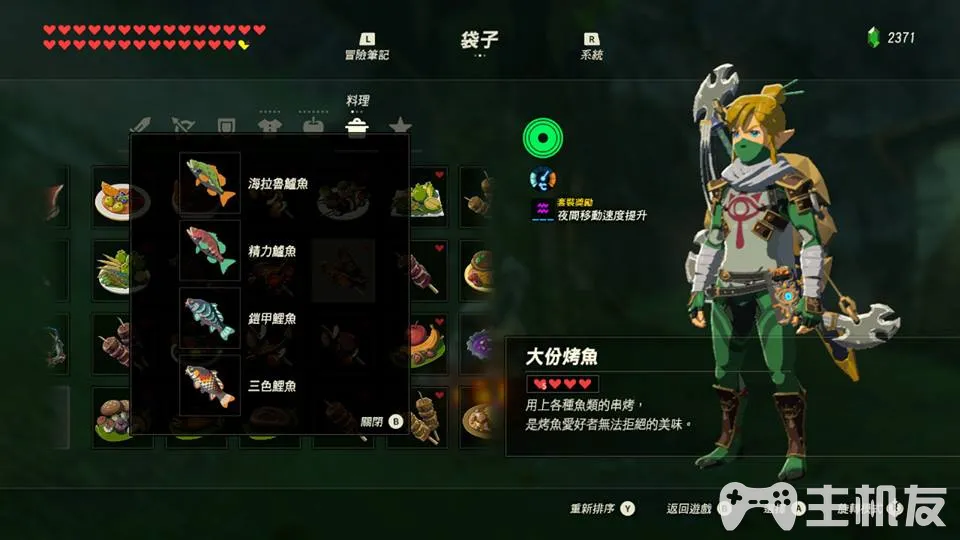 L
冒險筆記
袋子
R
系統
2371
料理
海拉魯鱸魚
精力鱸魚
鎧甲鯉魚
三色鯉魚
關閉 B
套裝獎勵
夜間移動速度提升
大份烤魚
用上各種魚類的串烤，
是烤魚愛好者無法拒絕的美味。
重新排序 Y
返回遊戲
主机友